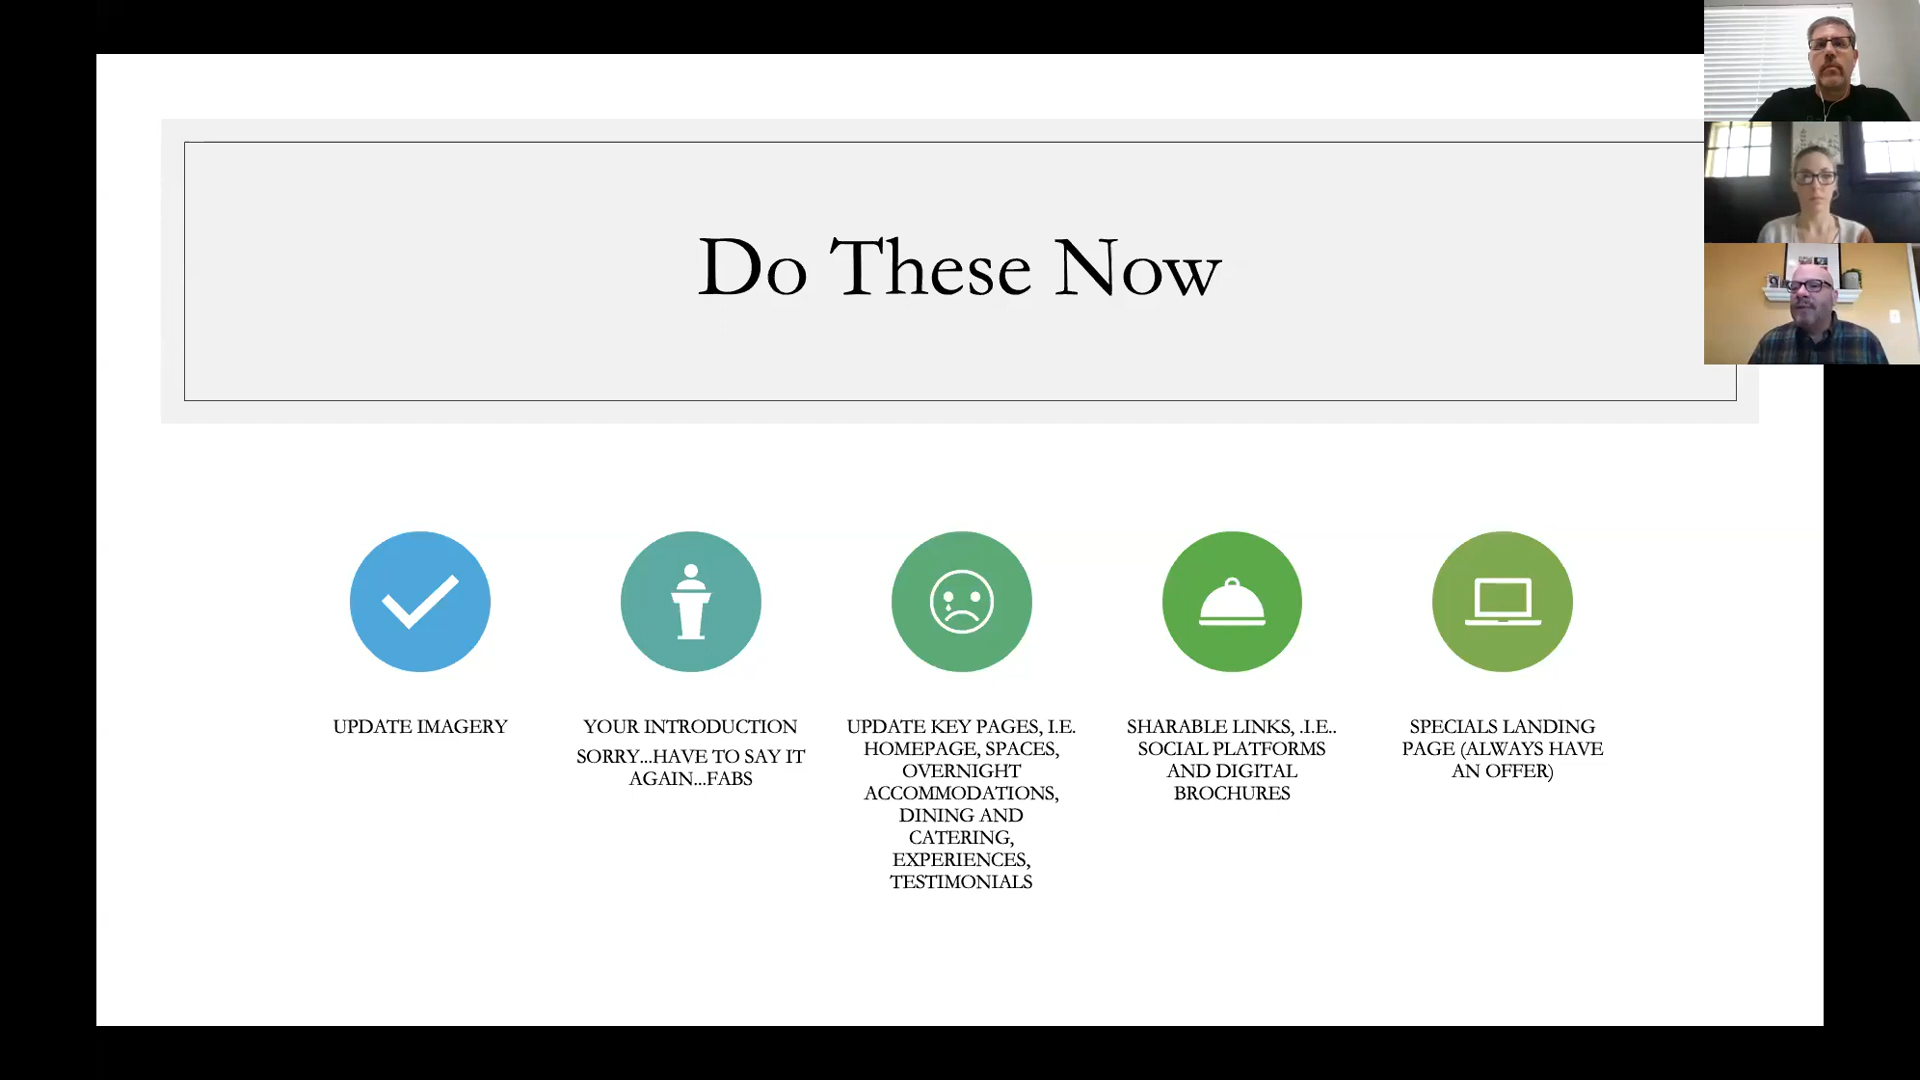 Do These Now
UPDATE IMAGERY
YOUR INTRODUCTION
SORRY...HAVE TO SAY IT
AGAIN...FABS
UPDATE KEY PAGES, I.E.
HOMEPAGE, SPACES,
OVERNIGHT
ACCOMMODATIONS,
DINING AND
CATERING,
EXPERIENCES,
TESTIMONIALS
SHARABLE LINKS, .I.E..
SOCIAL PLATFORMS
AND DIGITAL
BROCHURES
SPECIALS LANDING
PAGE (ALWAYS HAVE
AN OFFER)